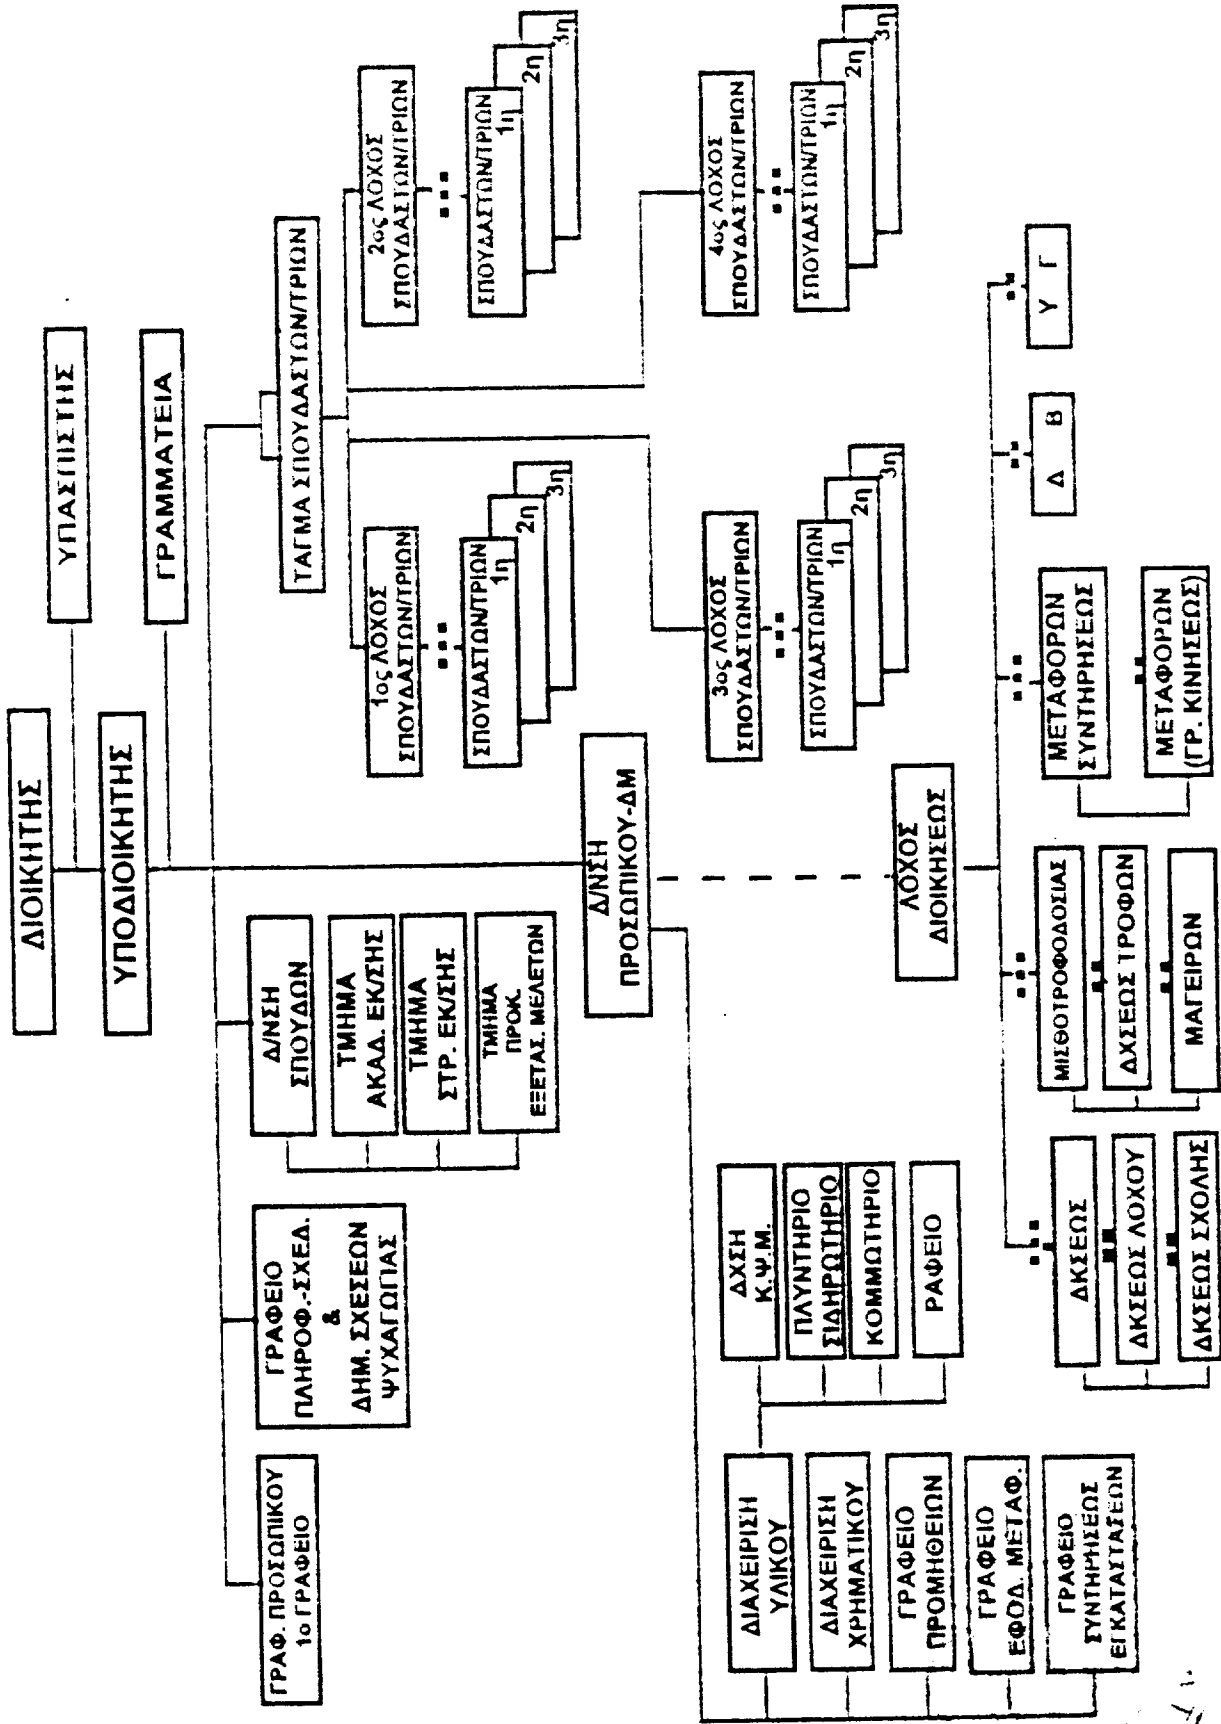 ΔΙΟΙΚΗΤΗΣ
ΥΠΑΣΠΙΣΤΗΣ
ΥΠΟΔΙΟΙΚΗΤΗΣ
ΓΡΑΜΜΑΤΕΙΑ
ΓΡΑΦ. ΠΡΟΣΩΠΙΚΟΥ
1ο ΓΡΑΦΕΙΟ
ΓΡΑΦΕΙΟ
ΠΛΗΡΟΦ.-ΣΧΕΔ.
&
ΔΗΜ. ΣΧΕΣΕΩΝ
ΨΥΧΑΓΩΓΙΑΣ
Δ/ΝΣΗ
ΣΠΟΥΔΩΝ
ΤΜΗΜΑ
ΑΚΑΔ. ΕΚ/ΣΗΣ
ΤΜΗΜΑ
ΣΤΡ. ΕΚ/ΣΗΣ
ΤΜΗΜΑ
ΠΡΟΚ.
ΕΞΕΤΑΣ. ΜΕΛΕΤΩΝ
ΤΑΓΜΑ ΣΠΟΥΔΑΣΤΩΝ/ΤΡΙΩΝ
1ος ΛΟΧΟΣ
ΣΠΟΥΔΑΣΤΩΝ/ΤΡΙΩΝ
ΣΠΟΥΔΑΣΤΩΝ/ΤΡΙΩΝ
1η
2η
3η
2ος ΛΟΧΟΣ
ΣΠΟΥΔΑΣΤΩΝ/ΤΡΙΩΝ
ΣΠΟΥΔΑΣΤΩΝ/ΤΡΙΩΝ
1η
2η
3η
3ος ΛΟΧΟΣ
ΣΠΟΥΔΑΣΤΩΝ/ΤΡΙΩΝ
ΣΠΟΥΔΑΣΤΩΝ/ΤΡΙΩΝ
1η
2η
3η
4ος ΛΟΧΟΣ
ΣΠΟΥΔΑΣΤΩΝ/ΤΡΙΩΝ
ΣΠΟΥΔΑΣΤΩΝ/ΤΡΙΩΝ
1η
2η
3η
Δ/ΝΣΗ
ΠΡΟΣΩΠΙΚΟΥ-ΔΜ
ΔΙΑΧΕΙΡΙΣΗ
ΥΛΙΚΟΥ
ΔΙΑΧΕΙΡΙΣΗ
ΧΡΗΜΑΤΙΚΟΥ
ΓΡΑΦΕΙΟ
ΠΡΟΜΗΘΕΙΩΝ
ΓΡΑΦΕΙΟ
ΕΦΟΔ. ΜΕΤΑΦ.
ΓΡΑΦΕΙΟ
ΣΥΝΤΗΡΗΣΕΩΣ
ΕΓΚΑΤΑΣΤΑΣΕΩΝ
ΔΧΣΗ
Κ.Ψ.Μ.
ΠΛΥΝΤΗΡΙΟ
ΣΙΔΗΡΩΤΗΡΙΟ
ΚΟΜΜΩΤΗΡΙΟ
ΡΑΦΕΙΟ
ΛΟΧΟΣ
ΔΙΟΙΚΗΣΕΩΣ
ΔΚΣΕΩΣ
ΔΚΣΕΩΣ ΛΟΧΟΥ
ΔΚΣΕΩΣ ΣΧΟΛΗΣ
ΜΙΣΘΟΤΡΟΦΟΔΟΣΙΑΣ
ΔΧΣΕΩΣ ΤΡΟΦΩΝ
ΜΑΓΕΙΡΩΝ
ΜΕΤΑΦΟΡΩΝ
ΣΥΝΤΗΡΗΣΕΩΣ
ΜΕΤΑΦΟΡΩΝ
(ΓΡ. ΚΙΝΗΣΕΩΣ)
Δ Β
Υ Γ